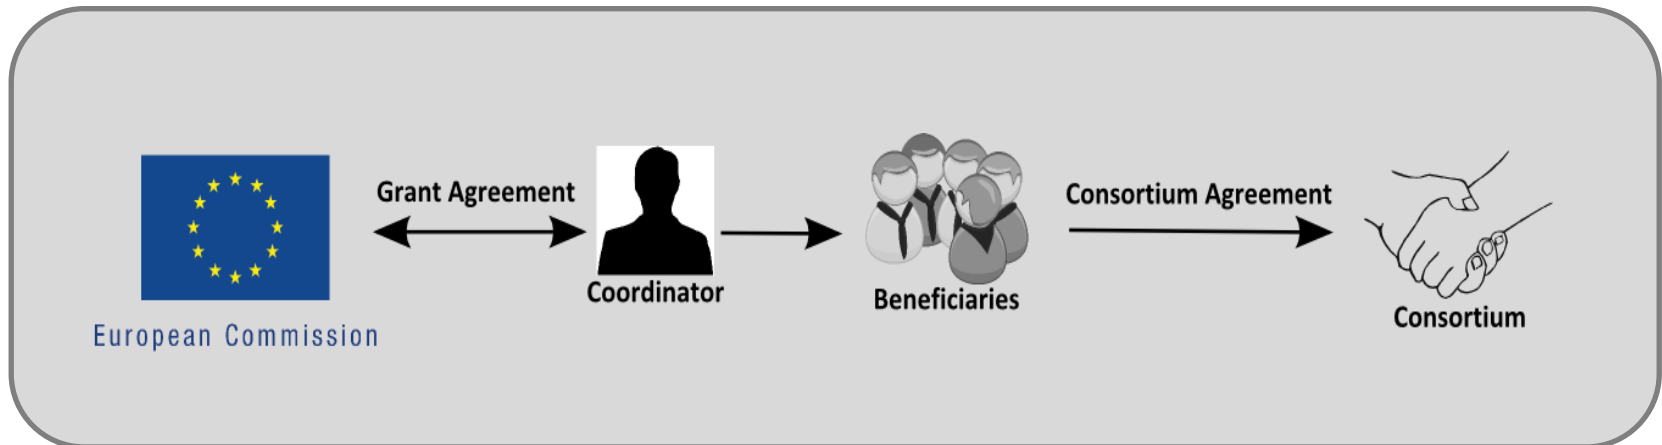 Grant Agreement
Consortium Agreement
Coordinator
Beneficiaries
Consortium
European Commission